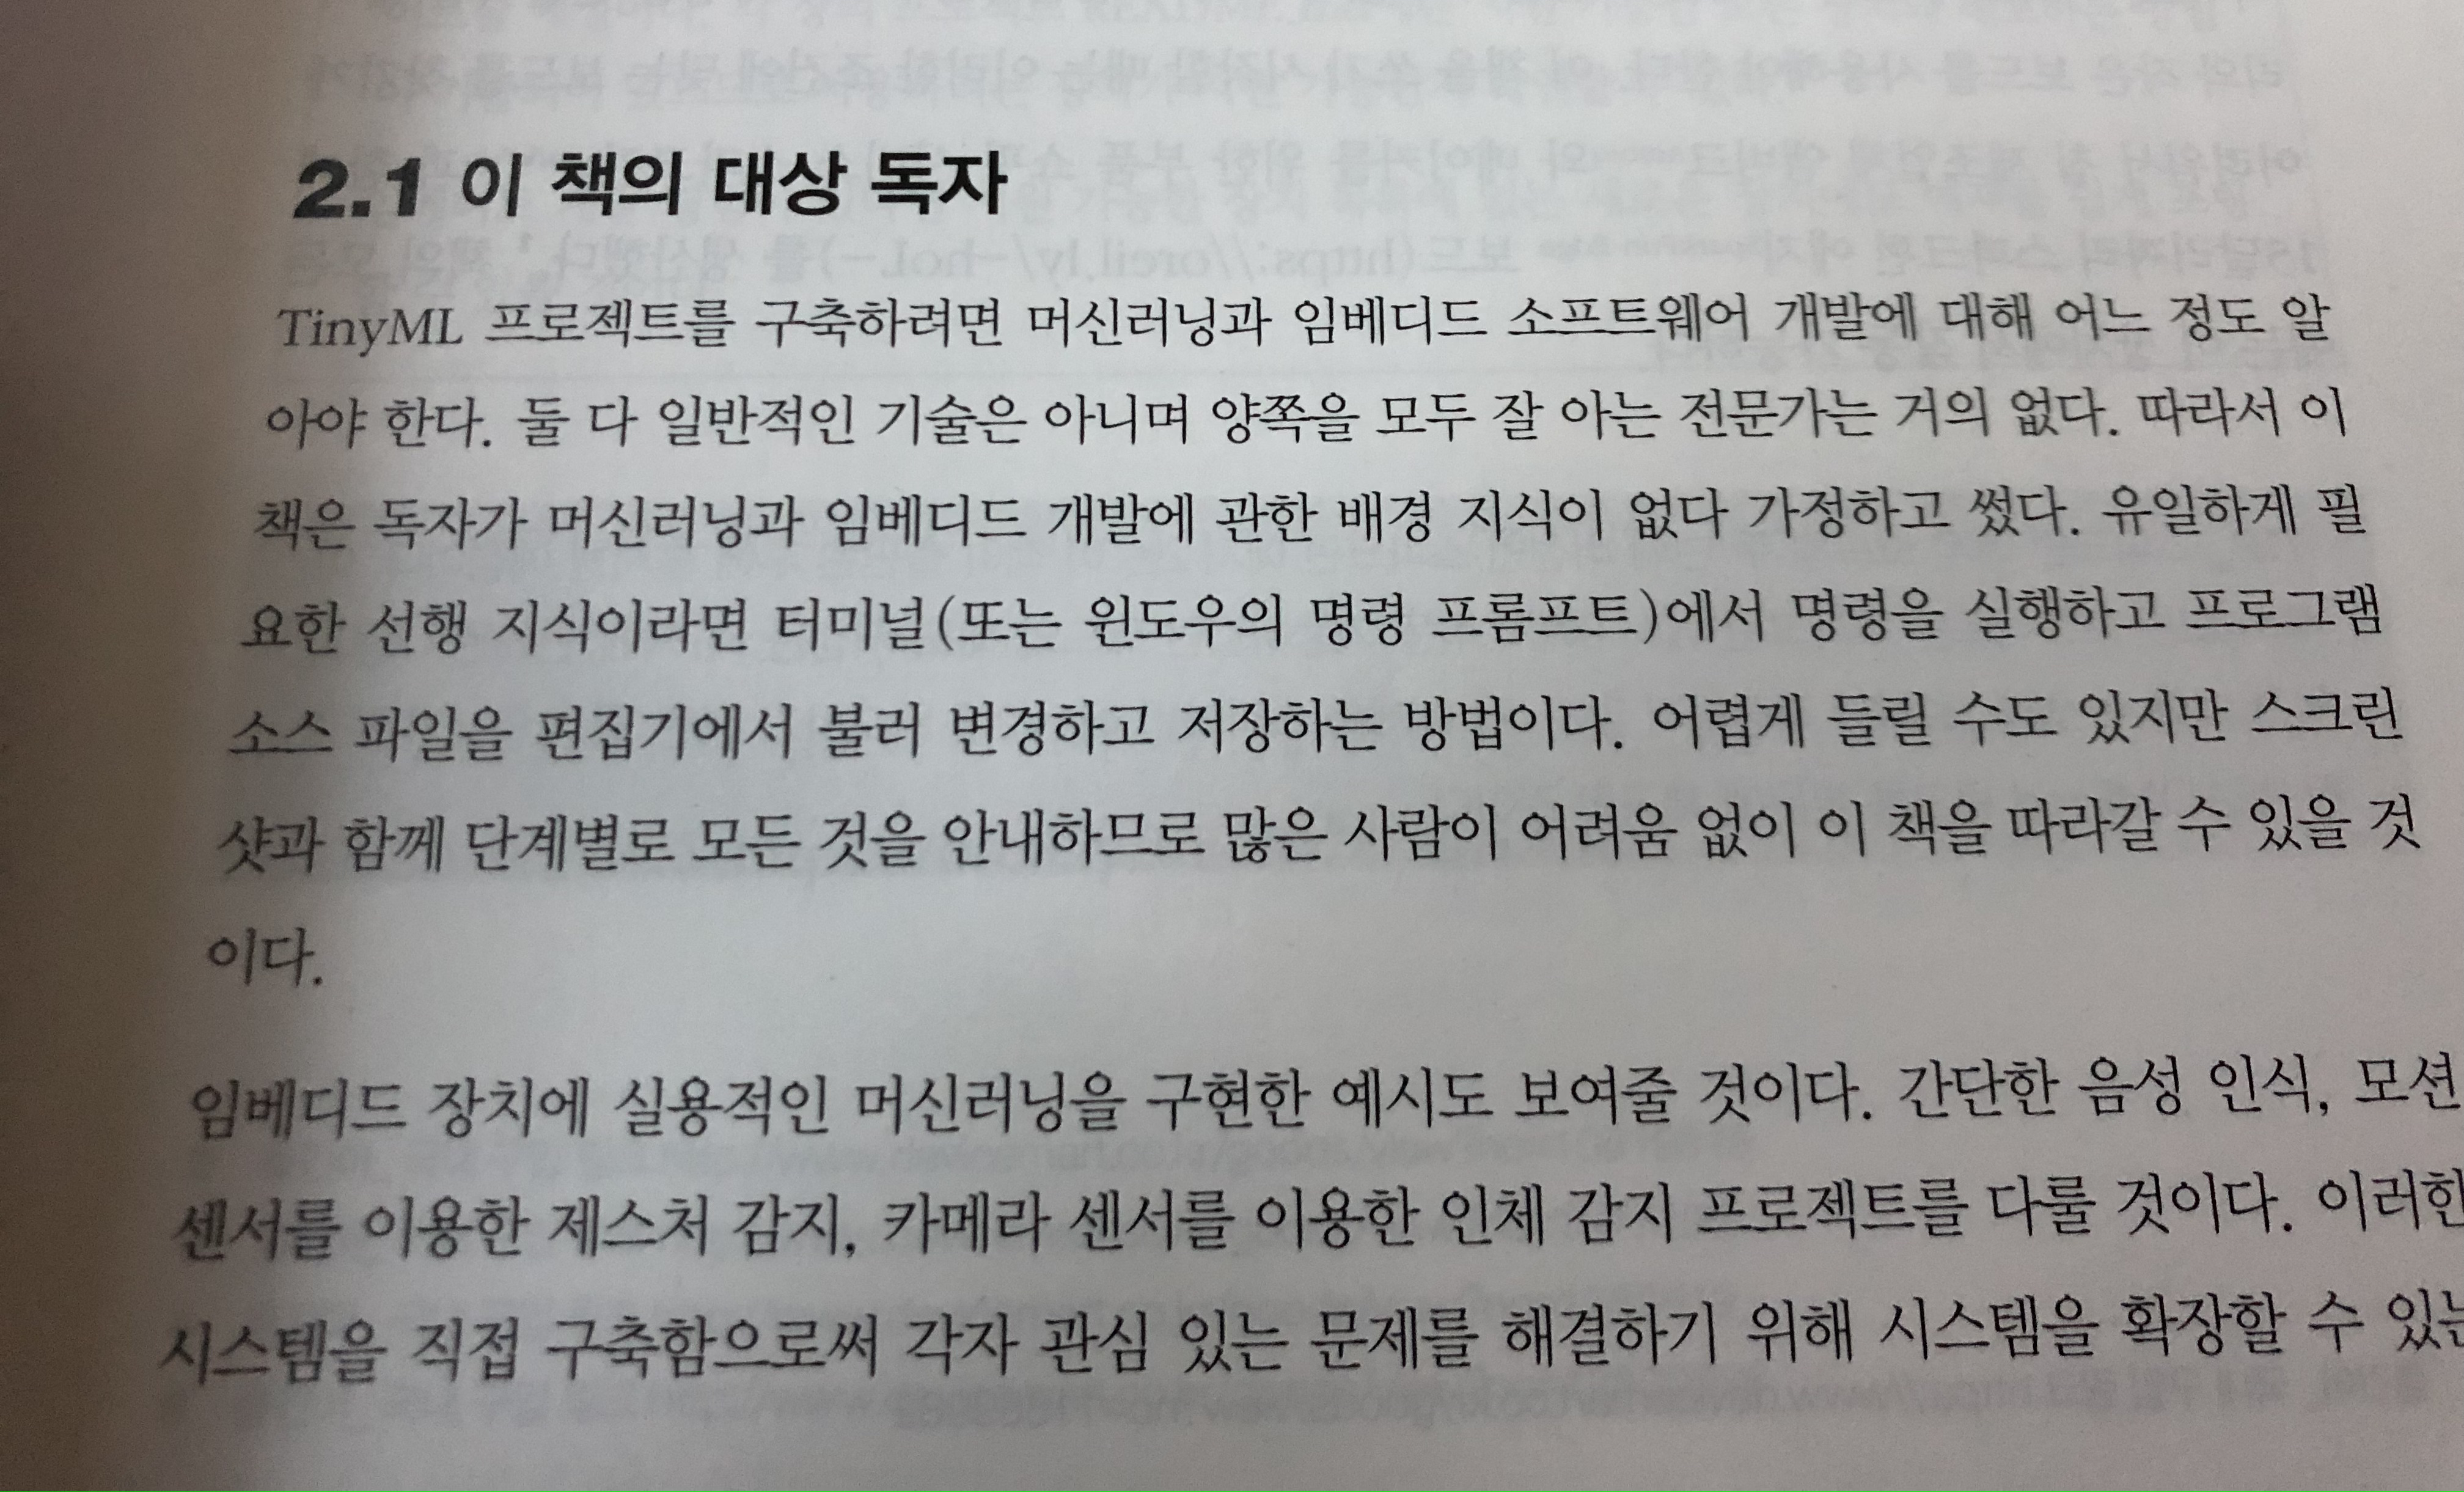 2.1 이 책의 대상 독자
TinyML 프로젝트를 구축하려면 머신러닝과 임베디드 소프트웨어 개발에 대해 어느 정도 알
아야 한다. 둘 다 일반적인 기술은 아니며 양쪽을 모두 잘 아는 전문가는 거의 없다. 따라서 이
책은 독자가 머신러닝과 임베디드 개발에 관한 배경 지식이 없다 가정하고 썼다. 유일하게 필
요한 선행 지식이라면 터미널(또는 윈도우의 명령 프롬프트)에서 명령을 실행하고 프로그램
소스 파일을 편집기에서 불러 변경하고 저장하는 방법이다. 어렵게 들릴 수도 있지만 스크린
샷과 함께 단계별로 모든 것을 안내하므로 많은 사람이 어려움 없이 이 책을 따라갈 수 있을 것
이다.
임베디드 장치에 실용적인 머신러닝을 구현한 예시도 보여줄 것이다. 간단한 음성 인식, 모션
센서를 이용한 제스처 감지, 카메라 센서를 이용한 인체 감지 프로젝트를 다룰 것이다. 이러한
시스템을 직접 구축함으로써 각자 관심 있는 문제를 해결하기 위해 시스템을 확장할 수 있는